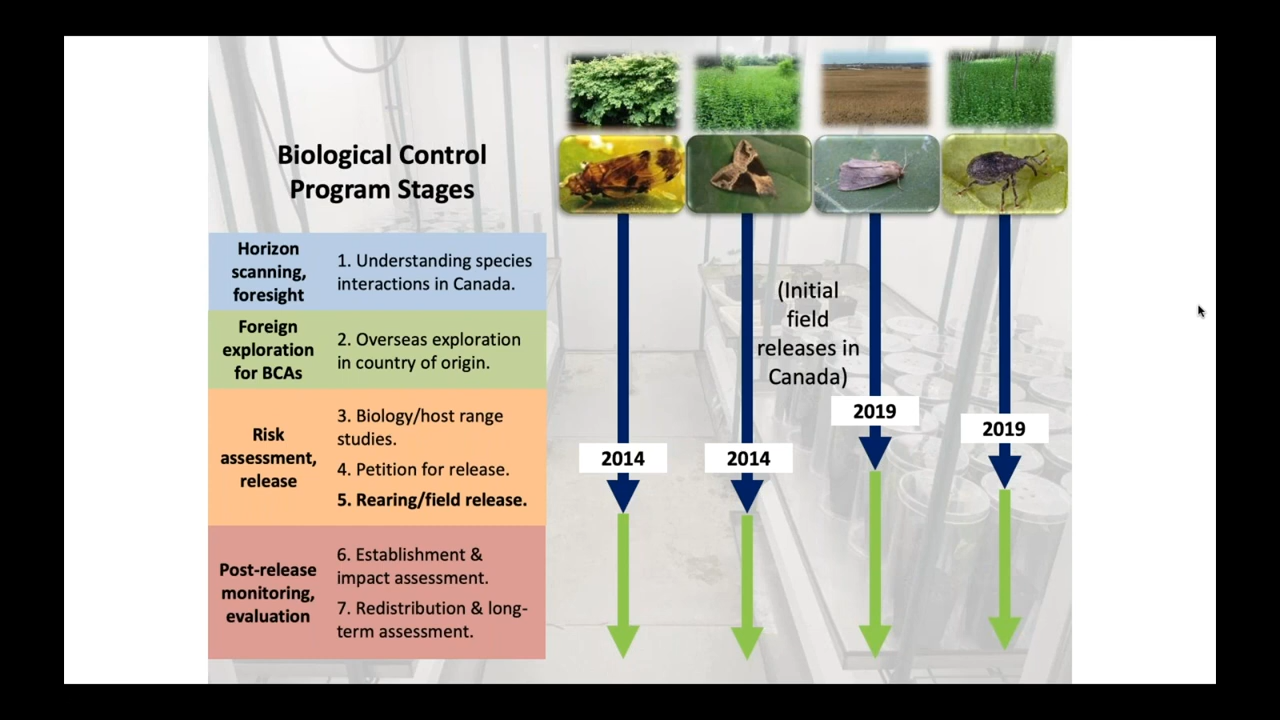 Biological Control
Program Stages
Horizon
scanning,
foresight
1. Understanding species
interactions in Canada.
Foreign
exploration
for BCAs
2. Overseas exploration
in country of origin.
Risk
assessment,
release
3. Biology/host range
studies.
4. Petition for release.
5. Rearing/field release.
Post-release
monitoring,
evaluation
6. Establishment &
impact assessment.
7. Redistribution & long-
term assessment.
(Initial
field
releases in
Canada)
2014
2014
2019
2019